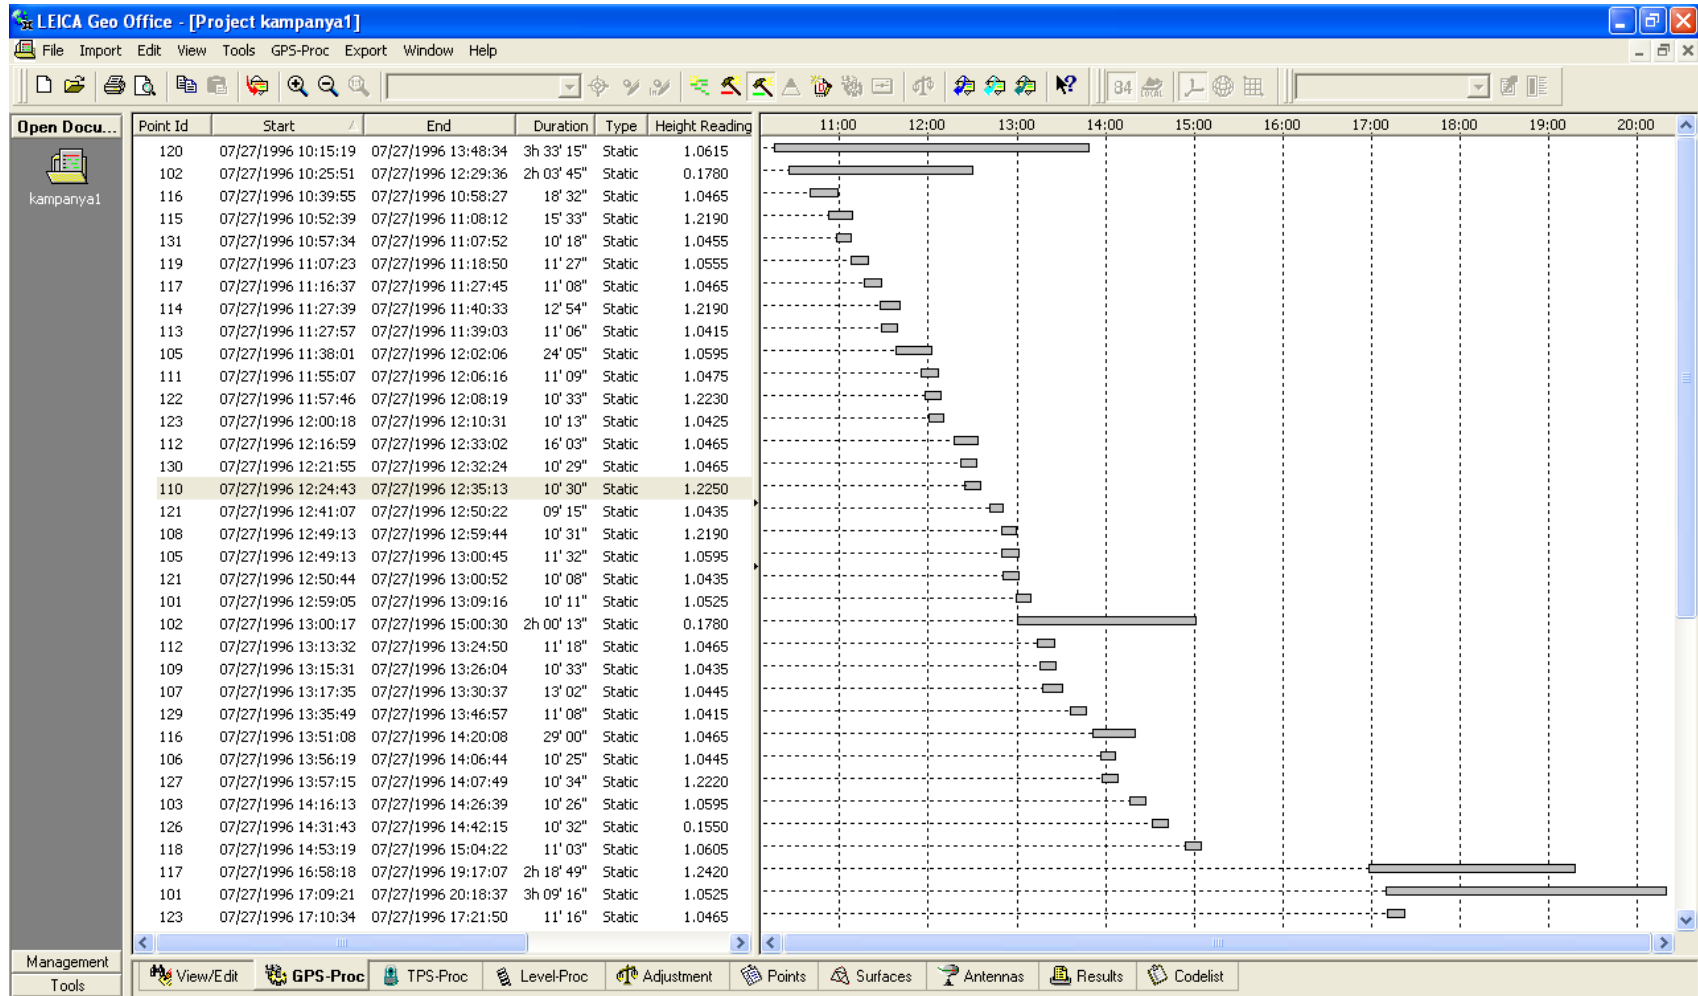 LEICA Geo Office - [Project kampanya1]
File Import Edit View Tools GPS-Proc Export Window Help
84 LOCAL
Open Docu...
kampanya1
Point Id Start End Duration Type Height Reading 11:00 12:00 13:00 14:00 15:00 16:00 17:00 18:00 19:00 20:00
120 07/27/1996 10:15:19 07/27/1996 13:48:34 3h 33' 15" Static 1.0615
102 07/27/1996 10:25:51 07/27/1996 12:29:36 2h 03' 45" Static 0.1780
116 07/27/1996 10:39:55 07/27/1996 10:58:27 18' 32" Static 1.0465
115 07/27/1996 10:52:39 07/27/1996 11:08:12 15' 33" Static 1.2190
131 07/27/1996 10:57:34 07/27/1996 11:07:52 10' 18" Static 1.0455
119 07/27/1996 11:07:23 07/27/1996 11:18:50 11' 27" Static 1.0555
117 07/27/1996 11:16:37 07/27/1996 11:27:45 11' 08" Static 1.0465
114 07/27/1996 11:27:39 07/27/1996 11:40:33 12' 54" Static 1.2190
113 07/27/1996 11:27:57 07/27/1996 11:39:03 11' 06" Static 1.0415
105 07/27/1996 11:38:01 07/27/1996 12:02:06 24' 05" Static 1.0595
111 07/27/1996 11:55:07 07/27/1996 12:06:16 11' 09" Static 1.0475
122 07/27/1996 11:57:46 07/27/1996 12:08:19 10' 33" Static 1.2230
123 07/27/1996 12:00:18 07/27/1996 12:10:31 10' 13" Static 1.0425
112 07/27/1996 12:16:59 07/27/1996 12:33:02 16' 03" Static 1.0465
130 07/27/1996 12:21:55 07/27/1996 12:32:24 10' 29" Static 1.0465
110 07/27/1996 12:24:43 07/27/1996 12:35:13 10' 30" Static 1.2250
121 07/27/1996 12:41:07 07/27/1996 12:50:22 09' 15" Static 1.0435
108 07/27/1996 12:49:13 07/27/1996 12:59:44 10' 31" Static 1.2190
105 07/27/1996 12:49:13 07/27/1996 13:00:45 11' 32" Static 1.0595
121 07/27/1996 12:50:44 07/27/1996 13:00:52 10' 08" Static 1.0435
101 07/27/1996 12:59:05 07/27/1996 13:09:16 10' 11" Static 1.0525
102 07/27/1996 13:00:17 07/27/1996 15:00:30 2h 00' 13" Static 0.1780
112 07/27/1996 13:13:32 07/27/1996 13:24:50 11' 18" Static 1.0465
109 07/27/1996 13:15:31 07/27/1996 13:26:04 10' 33" Static 1.0435
107 07/27/1996 13:17:35 07/27/1996 13:30:37 13' 02" Static 1.0445
129 07/27/1996 13:35:49 07/27/1996 13:46:57 11' 08" Static 1.0415
116 07/27/1996 13:51:08 07/27/1996 14:20:08 29' 00" Static 1.0465
106 07/27/1996 13:56:19 07/27/1996 14:06:44 10' 25" Static 1.0445
127 07/27/1996 13:57:15 07/27/1996 14:07:49 10' 34" Static 1.2220
103 07/27/1996 14:16:13 07/27/1996 14:26:39 10' 26" Static 1.0595
126 07/27/1996 14:31:43 07/27/1996 14:42:15 10' 32" Static 0.1550
118 07/27/1996 14:53:19 07/27/1996 15:04:22 11' 03" Static 1.0605
117 07/27/1996 16:58:18 07/27/1996 19:17:07 2h 18' 49" Static 1.2420
101 07/27/1996 17:09:21 07/27/1996 20:18:37 3h 09' 16" Static 1.0525
123 07/27/1996 17:10:34 07/27/1996 17:21:50 11' 16" Static 1.0465
Management
Tools
View/Edit GPS-Proc TPS-Proc Level-Proc Adjustment Points Surfaces Antennas Results Codelist